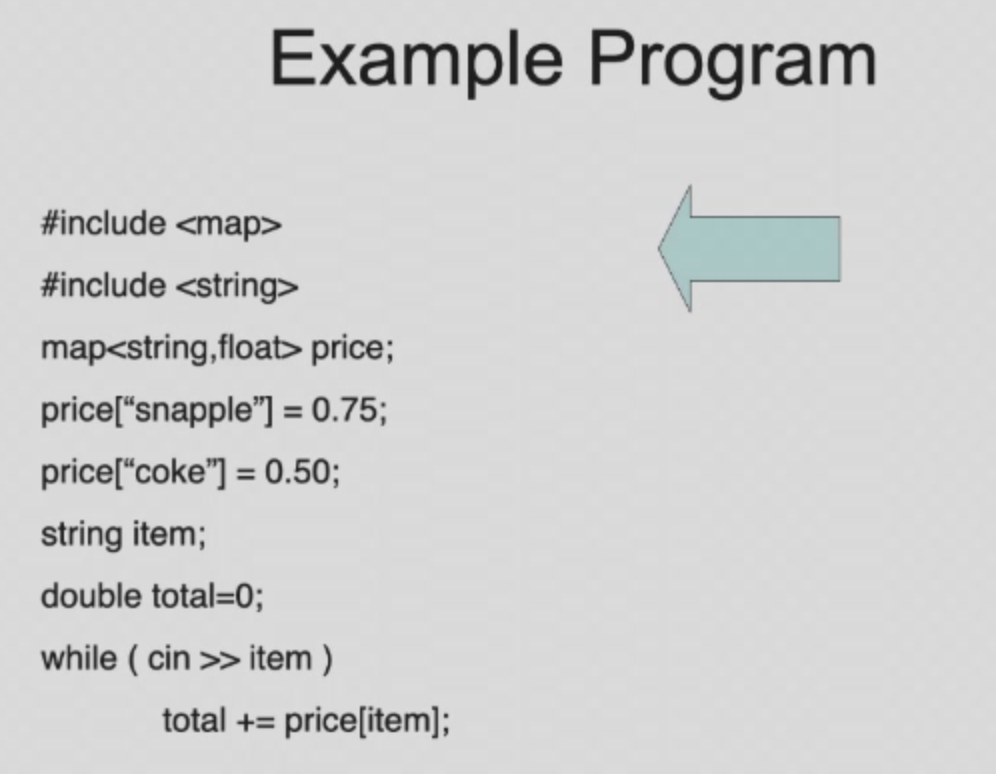 Example Program
#include <map>
#include <string>
map<string,float> price;
price[“snapple”] = 0.75;
price[“coke”] = 0.50;
string item;
double total=0;
while ( cin >> item )
total += price[item];